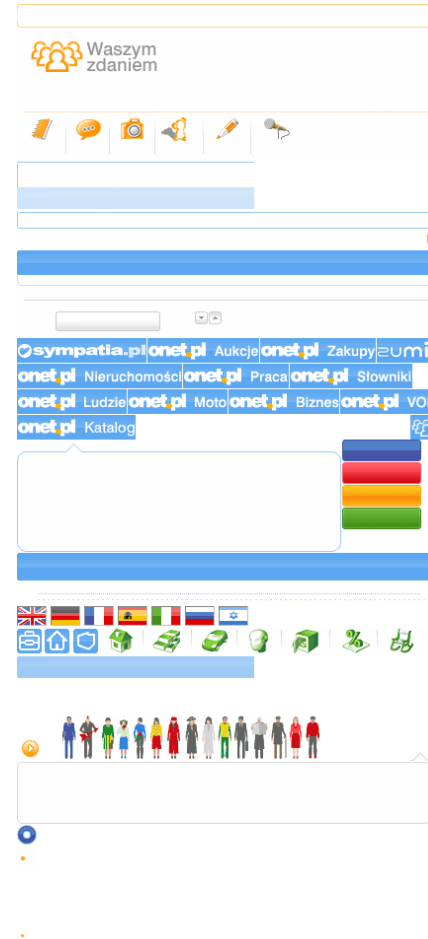 Waszym
zdaniem
sympatia.pl onet.pl Aukcje onet.pl Zakupy zumi
onet.pl Nieruchomości onet.pl Praca onet.pl Słowniki
onet.pl Ludzie onet.pl Moto onet.pl Biznes onet.pl VO
onet.pl Katalog
%